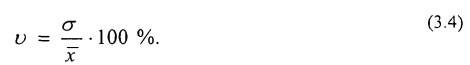 υ = σ / x̄ · 100 %. (3.4)